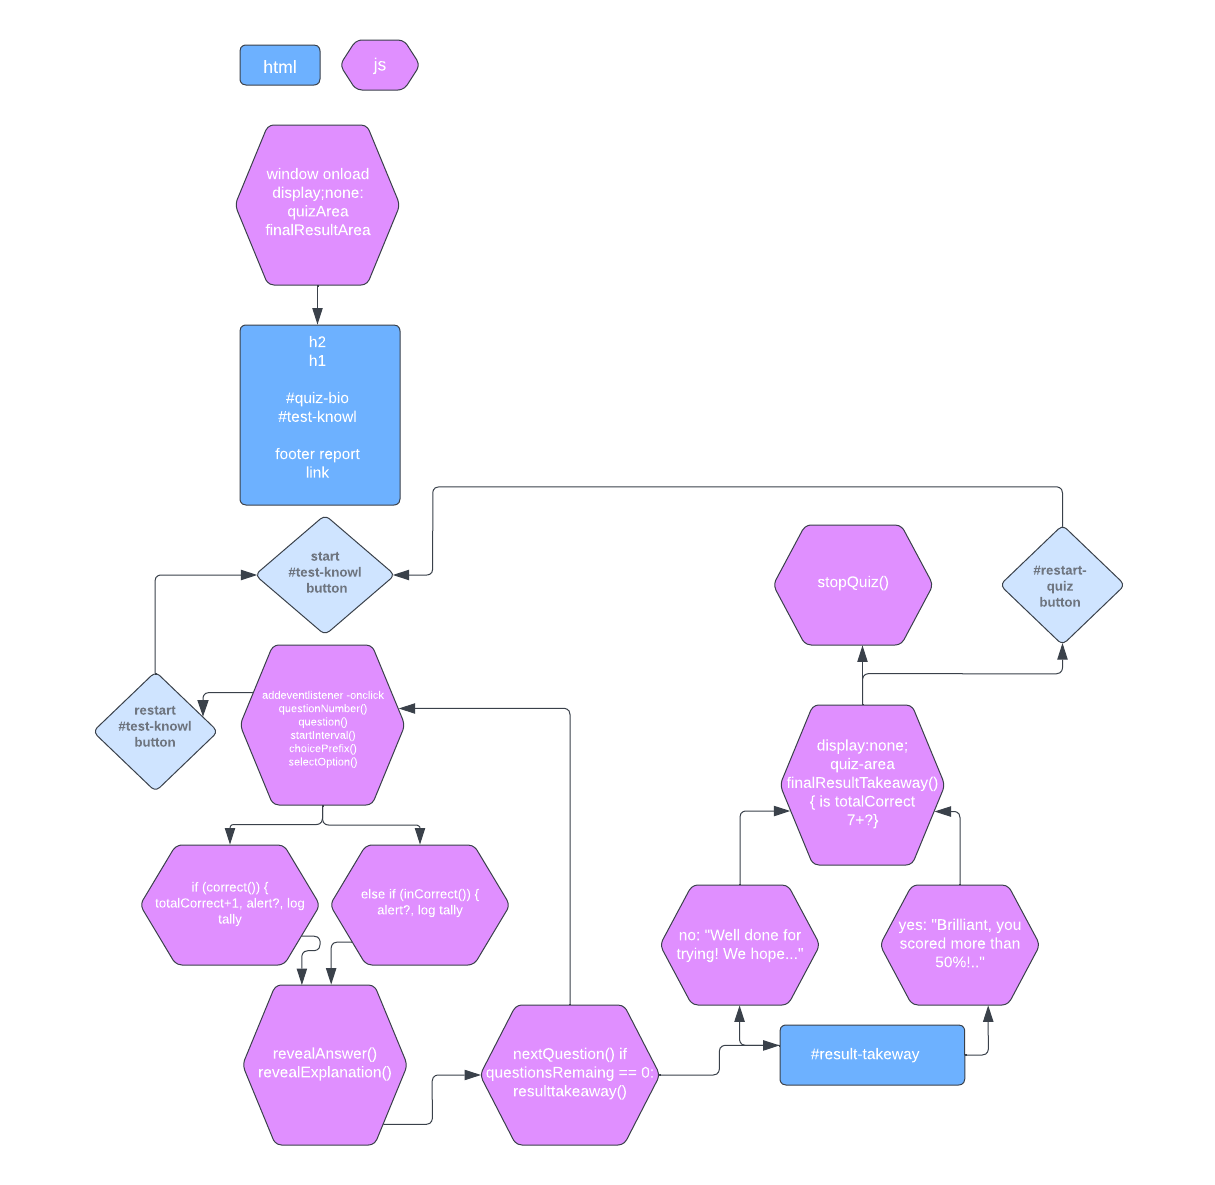 html
js
window onload
display;none:
quizArea
finalResultArea
h2
h1
#quiz-bio
#test-knowl
footer report
link
start
#test-knowl
button
stopQuiz()
#restart-
quiz
button
restart
#test-knowl
button
addeventlistener -onclick
questionNumber()
question()
startInterval()
choicePrefix()
selectOption()
display:none;
quiz-area
finalResultTakeaway()
{ is totalCorrect
7+?}
if (correct()) {
totalCorrect+1, alert?, log
tally
else if (inCorrect()) {
alert?, log tally
no: "Well done for
trying! We hope..."
yes: "Brilliant, you
scored more than
50%!.."
revealAnswer()
revealExplanation()
nextQuestion() if
questionsRemaing == 0:
resulttakeaway()
#result-takeway